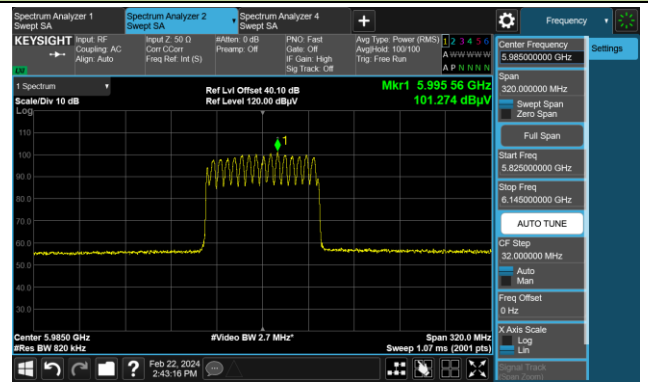 Spectrum Analyzer 1
Swept SA
Spectrum Analyzer 2
Swept SA
Spectrum Analyzer 4
Swept SA
+
Frequency
KEYSIGHT
Input: RF
Coupling: AC
Align: Auto
Input Z: 50 Ω
Corr CCorr
Freq Ref: Int (S)
#Atten: 0 dB
Preamp: Off
PNO: Fast
Gate: Off
IF Gain: High
Sig Track: Off
Avg Type: Power (RMS)
Avg|Hold: 100/100
Trig: Free Run
1 2 3 4 5 6
A W W W W W
A P N N N N
LW
1 Spectrum
Scale/Div 10 dB
Log
Ref Lvl Offset 40.10 dB
Ref Level 120.00 dBµV
Mkr1 5.995 56 GHz
101.274 dBµV
1
110
100
90.0
80.0
70.0
60.0
50.0
40.0
30.0
Center 5.9850 GHz
#Res BW 820 kHz
#Video BW 2.7 MHz*
Span 320.0 MHz
Sweep 1.07 ms (2001 pts)
Center Frequency
5.985000000 GHz
Settings
Span
320.000000 MHz
Swept Span
Zero Span
Full Span
Start Freq
5.825000000 GHz
Stop Freq
6.145000000 GHz
AUTO TUNE
CF Step
32.000000 MHz
Auto
Man
Freq Offset
0 Hz
X Axis Scale
Log
Lin
Signal Track
(Span Zoom)
?
Feb 22, 2024
2:43:16 PM